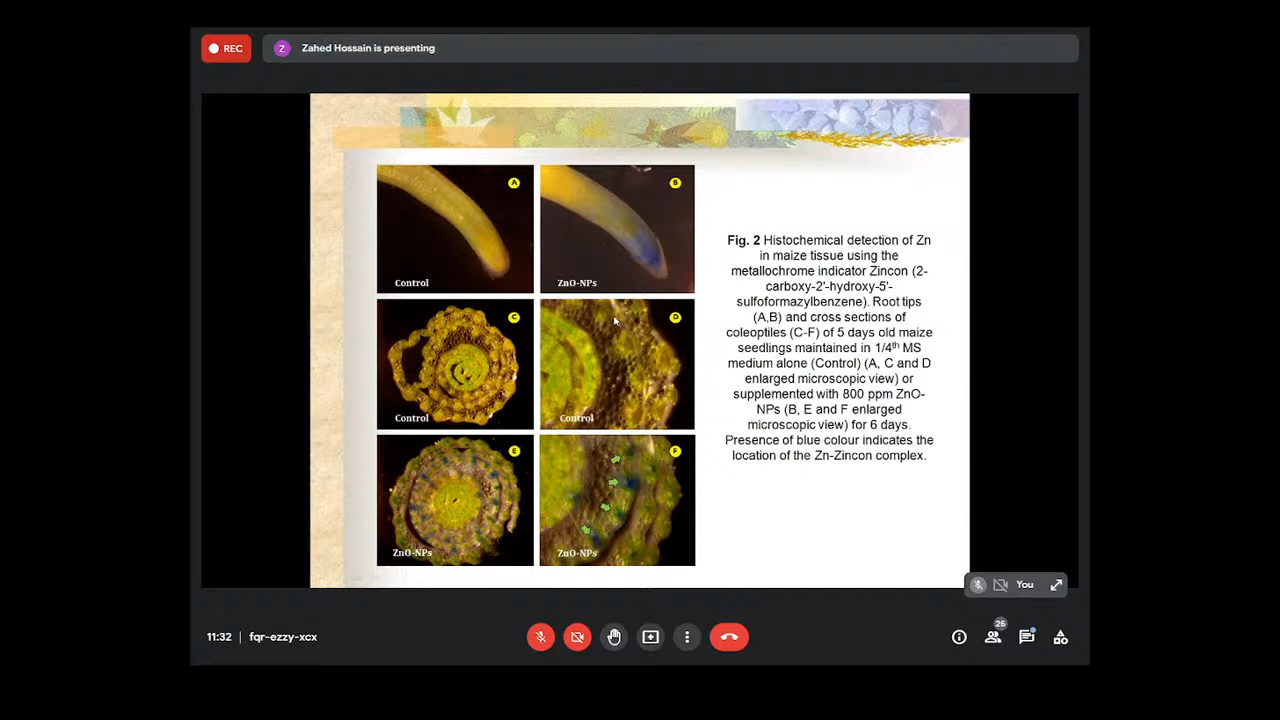 REC
Z Zahed Hossain is presenting
A
Control
B
ZnO-NPs
C
Control
D
Control
E
ZnO-NPs
F
ZnO-NPs
Fig. 2 Histochemical detection of Zn
in maize tissue using the
metallochrome indicator Zincon (2-
carboxy-2'-hydroxy-5'-
sulfoformazylbenzene). Root tips
(A,B) and cross sections of
coleoptiles (C-F) of 5 days old maize
seedlings maintained in 1/4th MS
medium alone (Control) (A, C and D
enlarged microscopic view) or
supplemented with 800 ppm ZnO-
NPs (B, E and F enlarged
microscopic view) for 6 days.
Presence of blue colour indicates the
location of the Zn-Zincon complex.
You
11:32 | fqr-ezzy-xcx
26